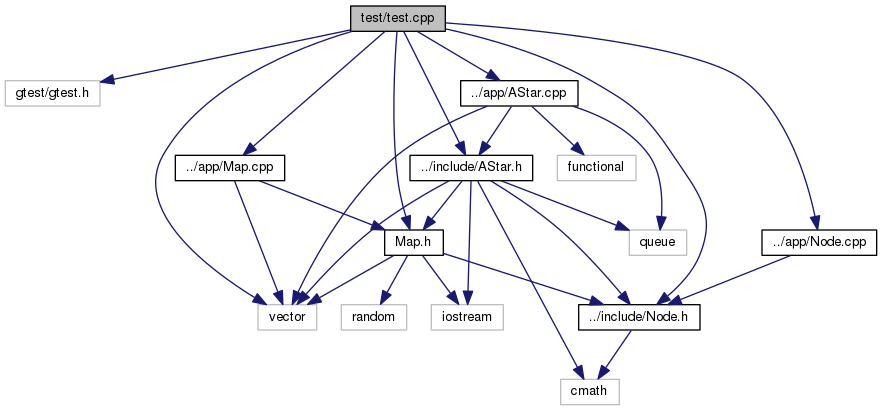 test/test.cpp
gtest/gtest.h
../app/AStar.cpp
../app/Map.cpp
../include/AStar.h
functional
Map.h
queue
../app/Node.cpp
vector
random
iostream
../include/Node.h
cmath